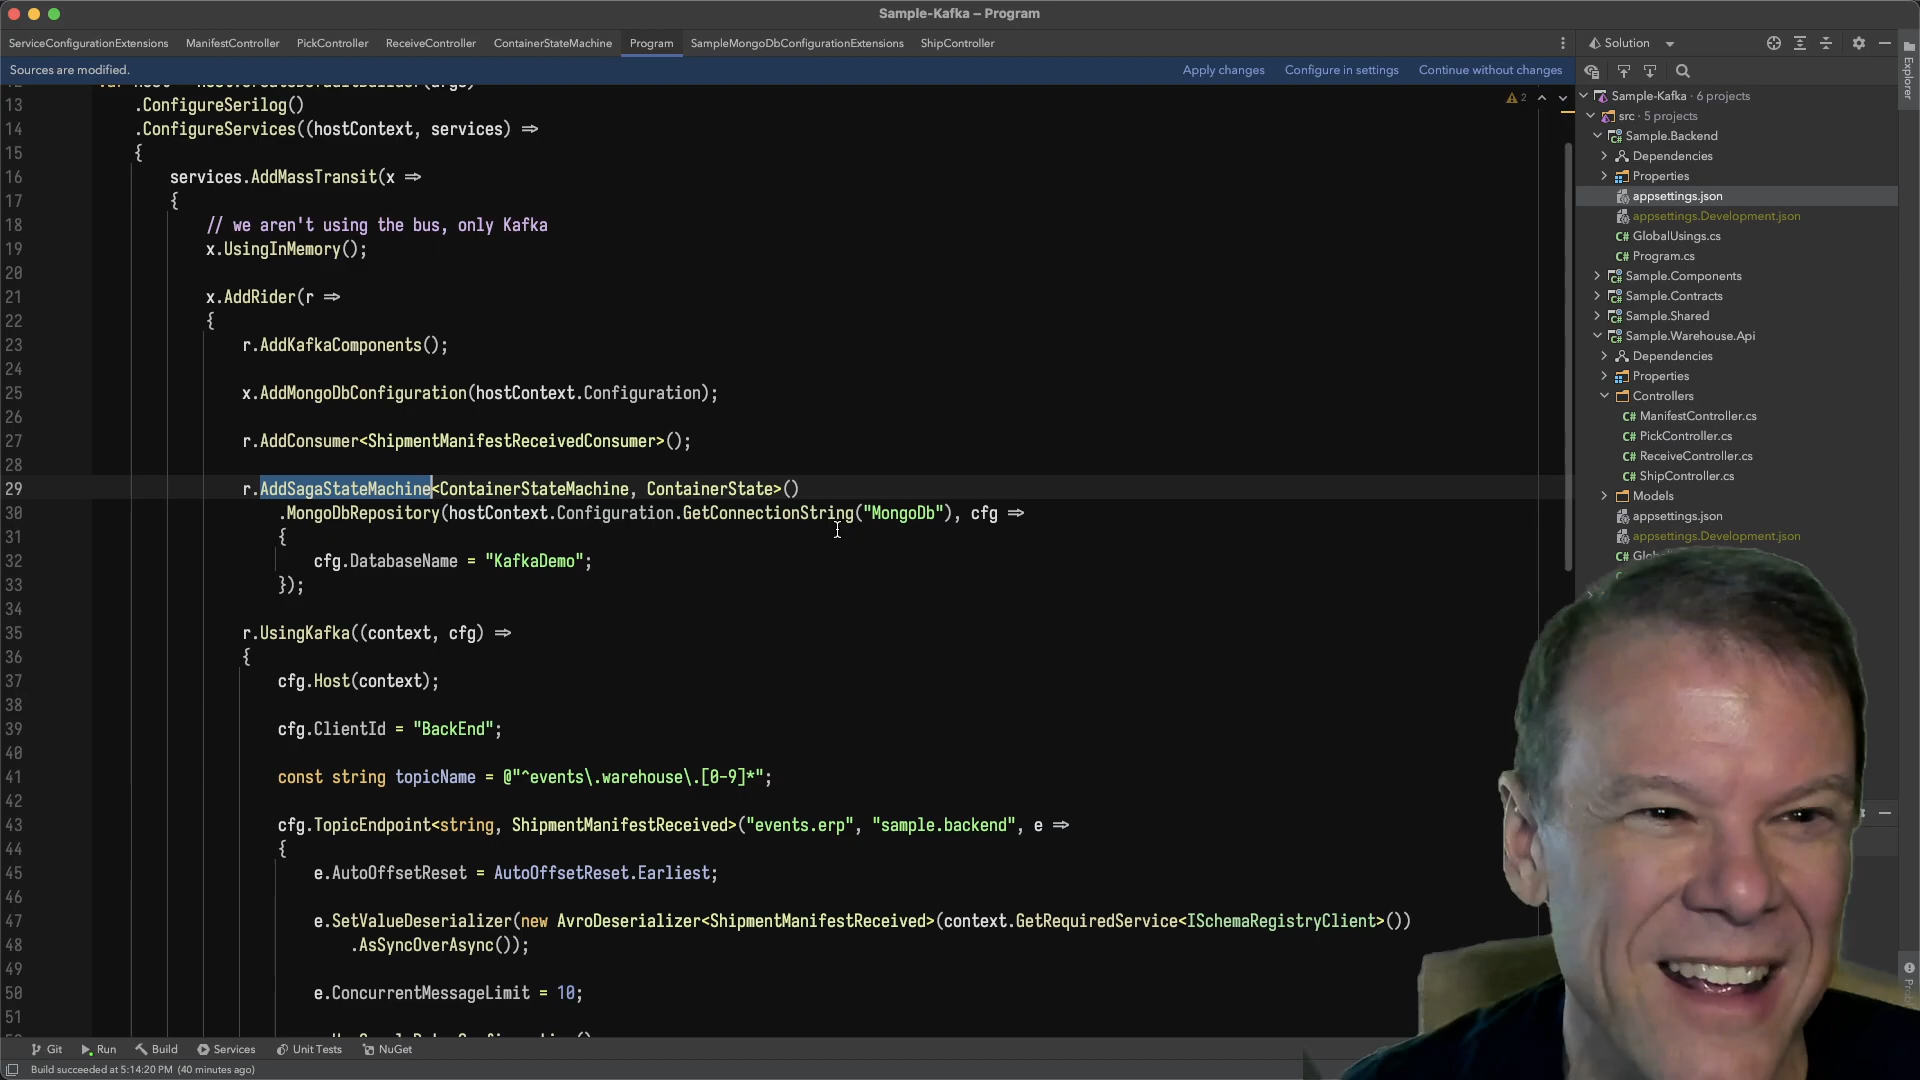 Sample-Kafka – Program
ServiceConfigurationExtensions ManifestController PickController ReceiveController ContainerStateMachine Program SampleMongoDbConfigurationExtensions ShipController
Sources are modified. Apply changes Configure in settings Continue without changes
13 .ConfigureSerilog()
14 .ConfigureServices((hostContext, services) =>
15 {
16 services.AddMassTransit(x =>
17 {
18 // we aren't using the bus, only Kafka
19 x.UsingInMemory();
20
21 x.AddRider(r =>
22 {
23 r.AddKafkaComponents();
24
25 x.AddMongoDbConfiguration(hostContext.Configuration);
26
27 r.AddConsumer<ShipmentManifestReceivedConsumer>();
28
29 r.AddSagaStateMachine<ContainerStateMachine, ContainerState>()
30 .MongoDbRepository(hostContext.Configuration.GetConnectionString("MongoDb"), cfg =>
31 {
32 cfg.DatabaseName = "KafkaDemo";
33 });
34
35 r.UsingKafka((context, cfg) =>
36 {
37 cfg.Host(context);
38
39 cfg.ClientId = "BackEnd";
40
41 const string topicName = @"^events\.warehouse\.[0-9]*";
42
43 cfg.TopicEndpoint<string, ShipmentManifestReceived>("events.erp", "sample.backend", e =>
44 {
45 e.AutoOffsetReset = AutoOffsetReset.Earliest;
46
47 e.SetValueDeserializer(new AvroDeserializer<ShipmentManifestReceived>(context.GetRequiredService<ISchemaRegistryClient>())
48 .AsSyncOverAsync());
49
50 e.ConcurrentMessageLimit = 10;
51
2
Solution
Sample-Kafka · 6 projects
src · 5 projects
Sample.Backend
Dependencies
Properties
appsettings.json
appsettings.Development.json
C# GlobalUsings.cs
C# Program.cs
Sample.Components
Sample.Contracts
Sample.Shared
Sample.Warehouse.Api
Dependencies
Properties
Controllers
C# ManifestController.cs
C# PickController.cs
C# ReceiveController.cs
C# ShipController.cs
Models
appsettings.json
appsettings.Development.json
Explorer
Git Run Build Services Unit Tests NuGet
Build succeeded at 5:14:20 PM (40 minutes ago)